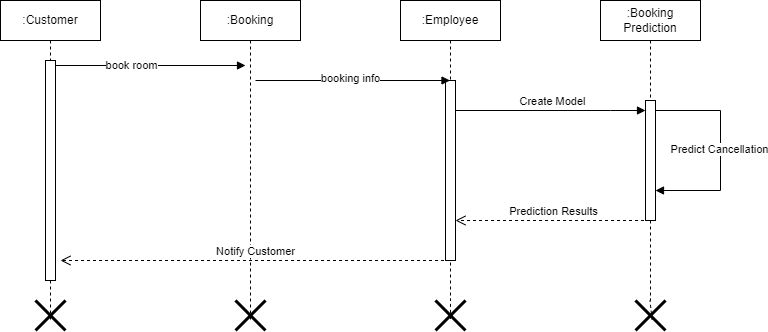 :Customer
:Booking
:Employee
:Booking
Prediction
book room
booking info
Create Model
Predict Cancellation
Prediction Results
Notify Customer